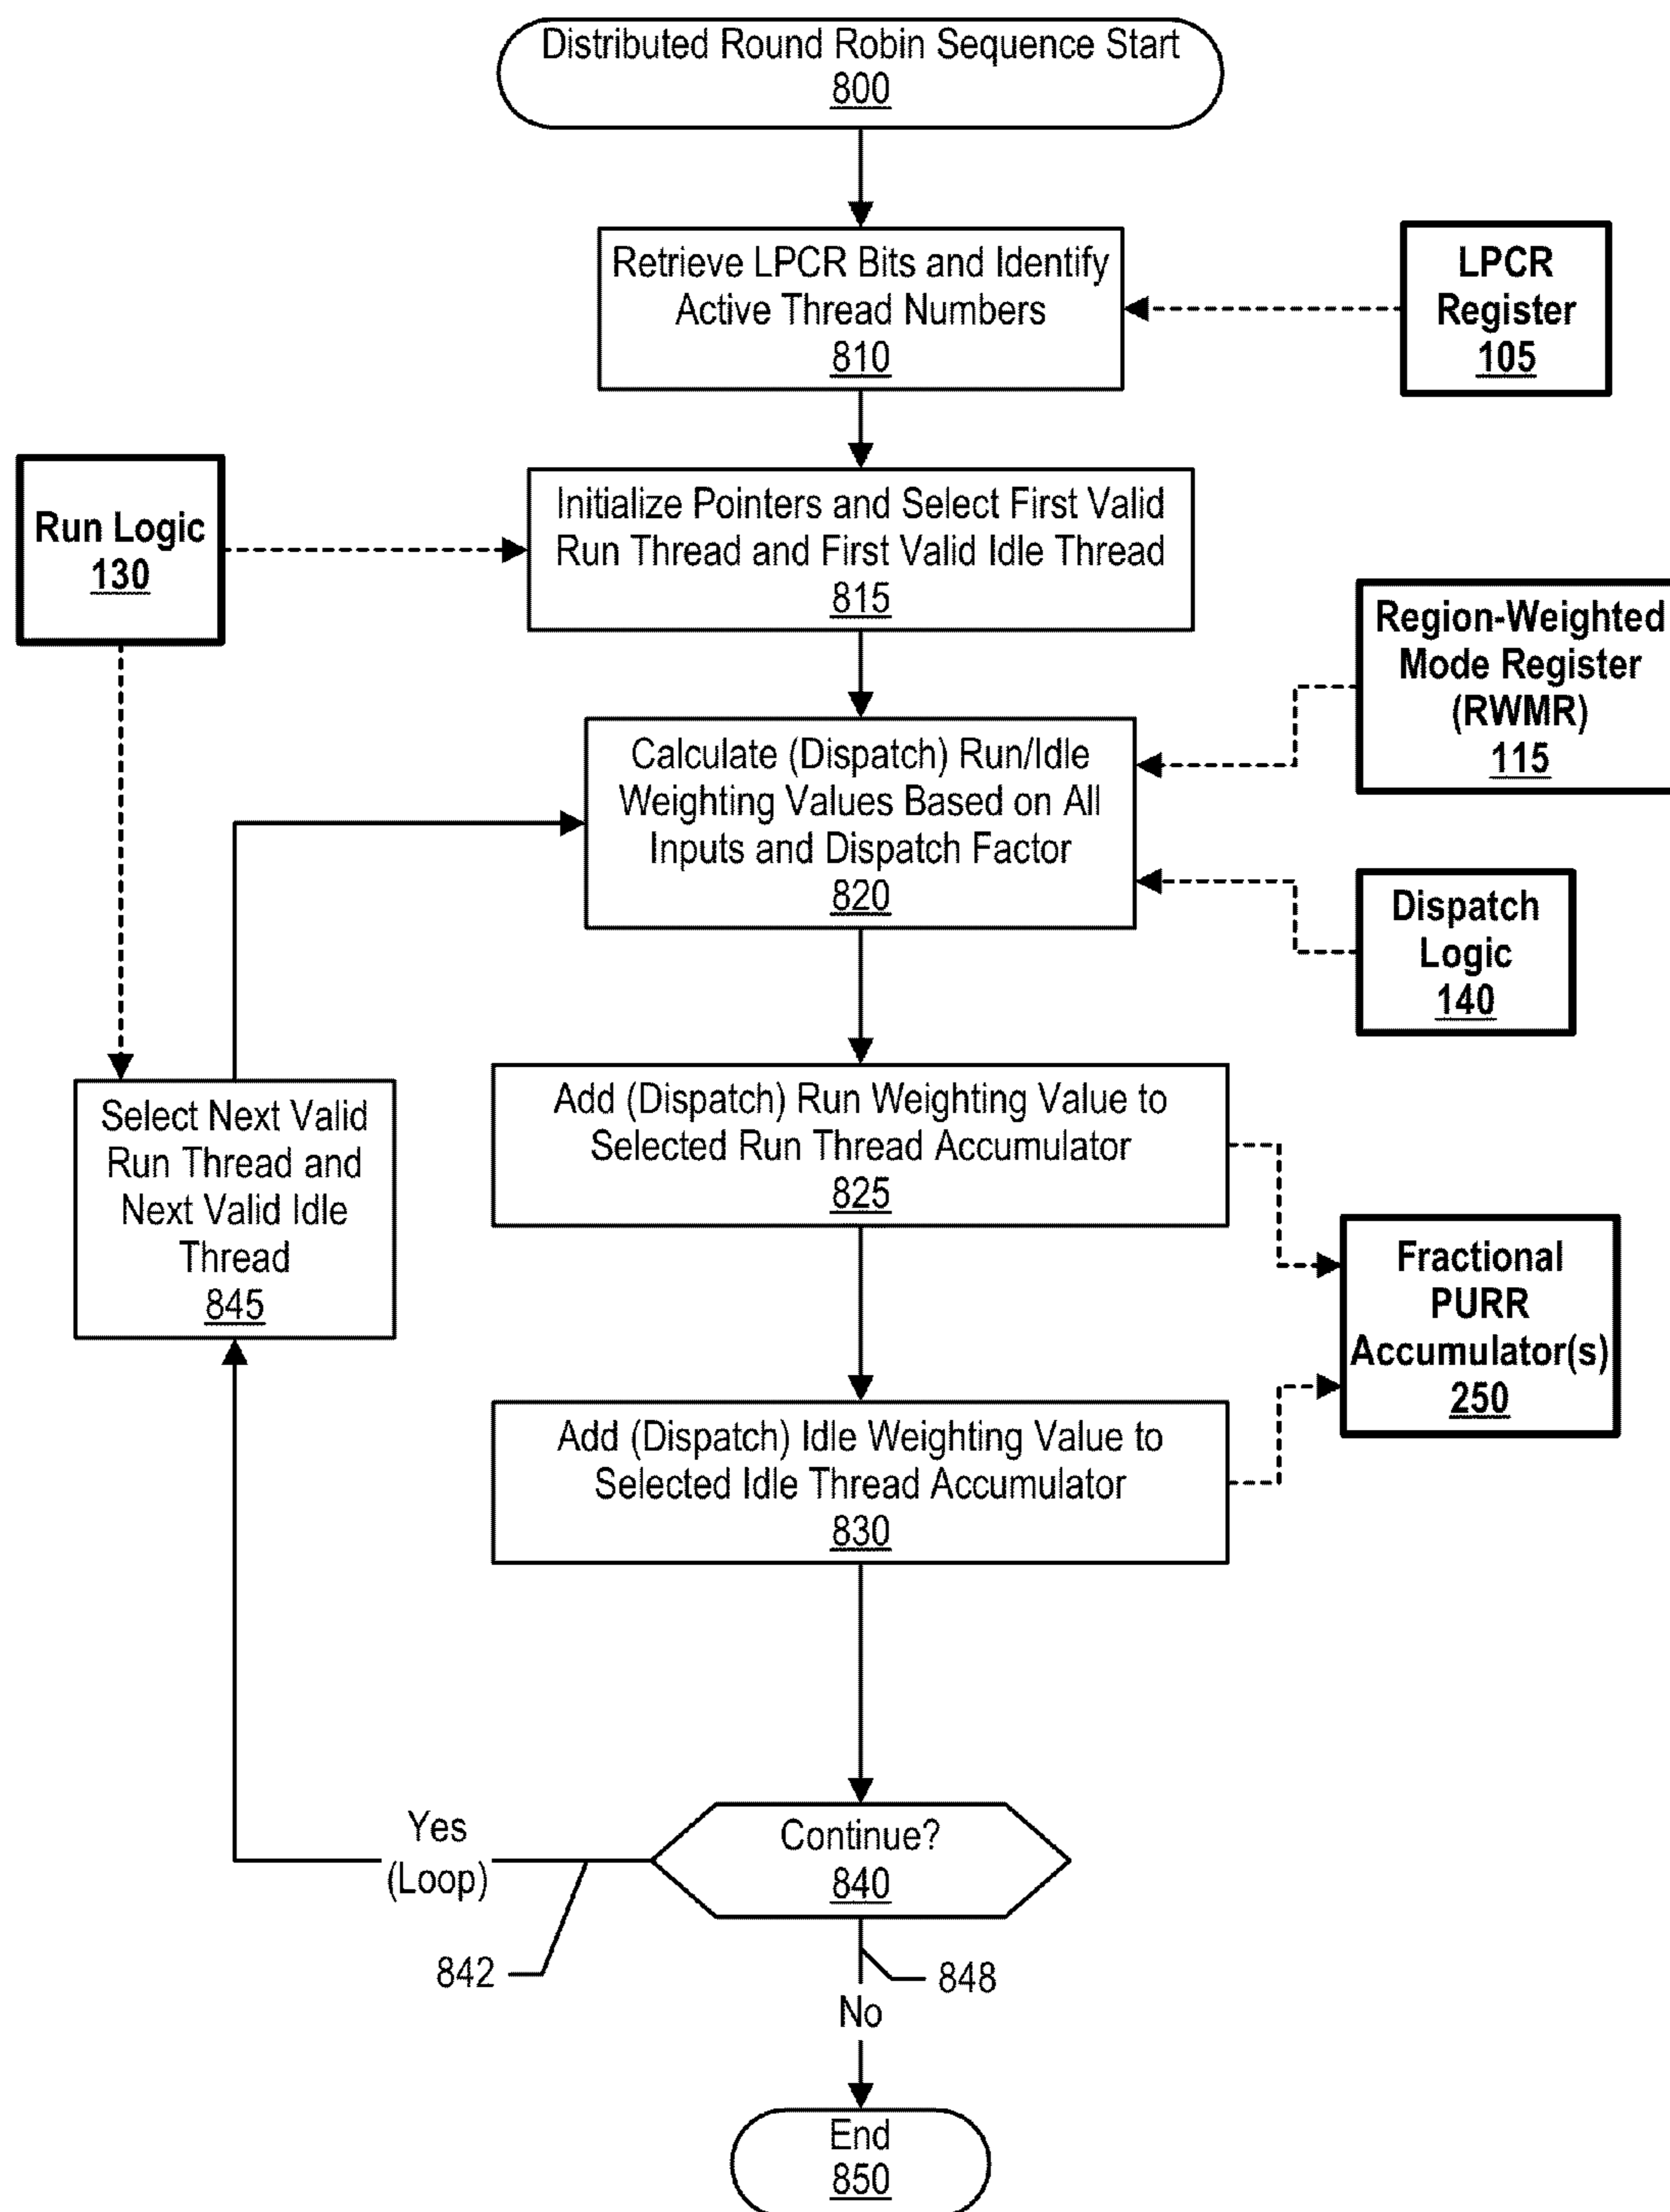 Distributed Round Robin Sequence Start
800
Retrieve LPCR Bits and Identify
Active Thread Numbers
810
LPCR
Register
105
Run Logic
130
Initialize Pointers and Select First Valid
Run Thread and First Valid Idle Thread
815
Region-Weighted
Mode Register
(RWMR)
115
Calculate (Dispatch) Run/Idle
Weighting Values Based on All
Inputs and Dispatch Factor
820
Dispatch
Logic
140
Add (Dispatch) Run Weighting Value to
Selected Run Thread Accumulator
825
Select Next Valid
Run Thread and
Next Valid Idle
Thread
845
Fractional
PURR
Accumulator(s)
250
Add (Dispatch) Idle Weighting Value to
Selected Idle Thread Accumulator
830
Continue?
840
Yes
(Loop)
842
848
No
End
850